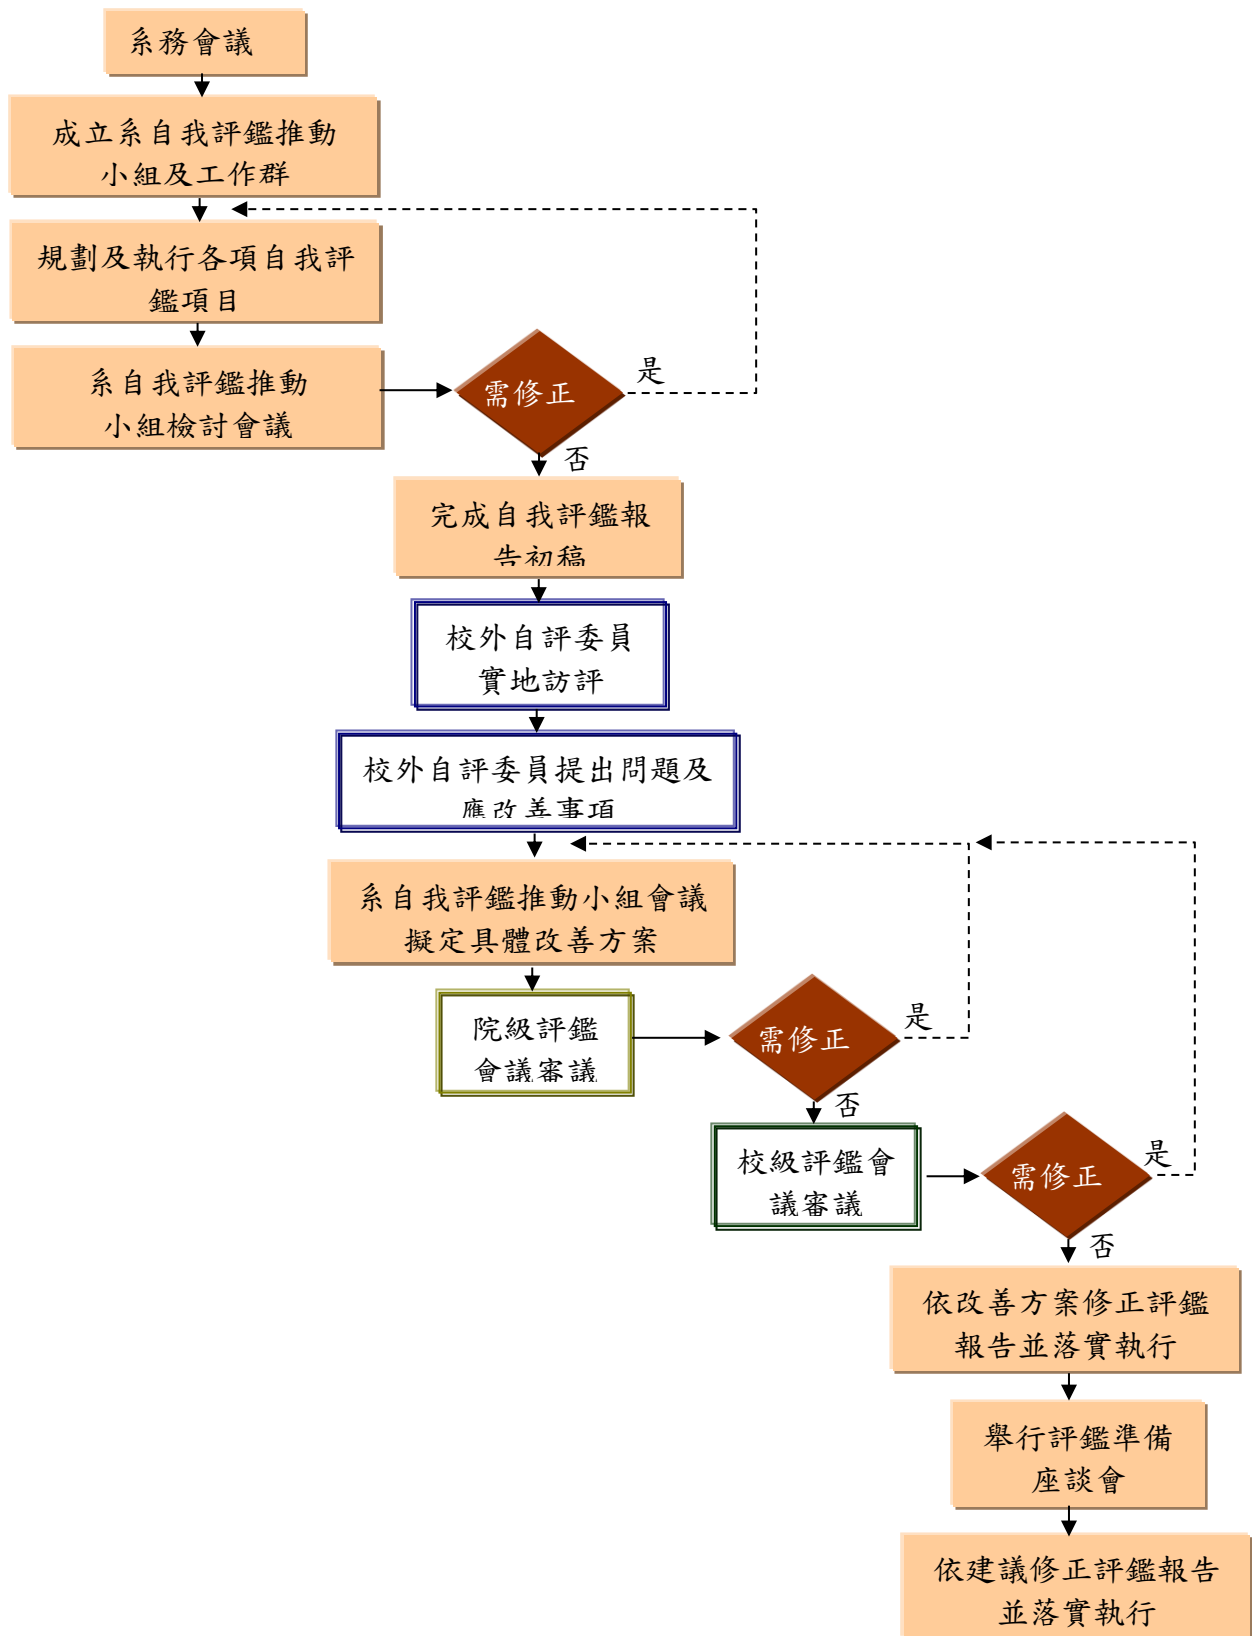 系務會議
成立系自我評鑑推動
小組及工作群
規劃及執行各項自我評
鑑項目
系自我評鑑推動
小組檢討會議
需修正
是
否
完成自我評鑑報
告初稿
校外自評委員
實地訪評
校外自評委員提出問題及
應改善事項
系自我評鑑推動小組會議
擬定具體改善方案
院級評鑑
會議審議
需修正
是
否
校級評鑑會
議審議
需修正
是
否
依改善方案修正評鑑
報告並落實執行
舉行評鑑準備
座談會
依建議修正評鑑報告
並落實執行